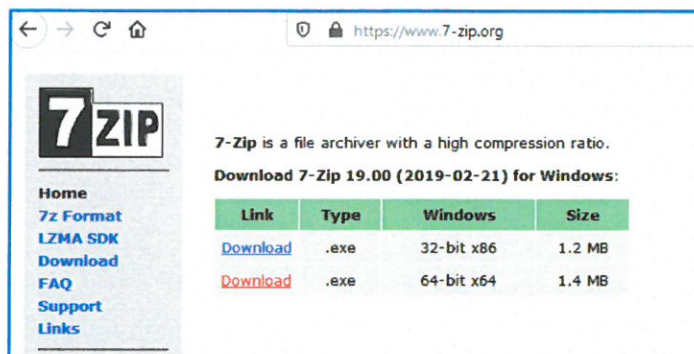 https://www.7-zip.org
7ZIP
Home
7z Format
LZMA SDK
Download
FAQ
Support
Links
7-Zip is a file archiver with a high compression ratio.
Download 7-Zip 19.00 (2019-02-21) for Windows:
Link Type Windows Size
Download .exe 32-bit x86 1.2 MB
Download .exe 64-bit x64 1.4 MB